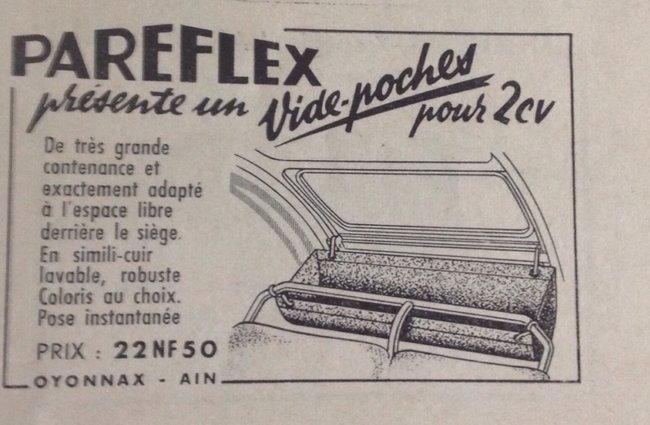 PAREFLEX
présente un Vide-poches pour 2cv
De très grande
contenance et
exactement adapté
à l'espace libre
derrière le siège.
En simili-cuir
lavable, robuste
Coloris au choix.
Pose instantanée
PRIX : 22NF50
OYONNAX - AIN